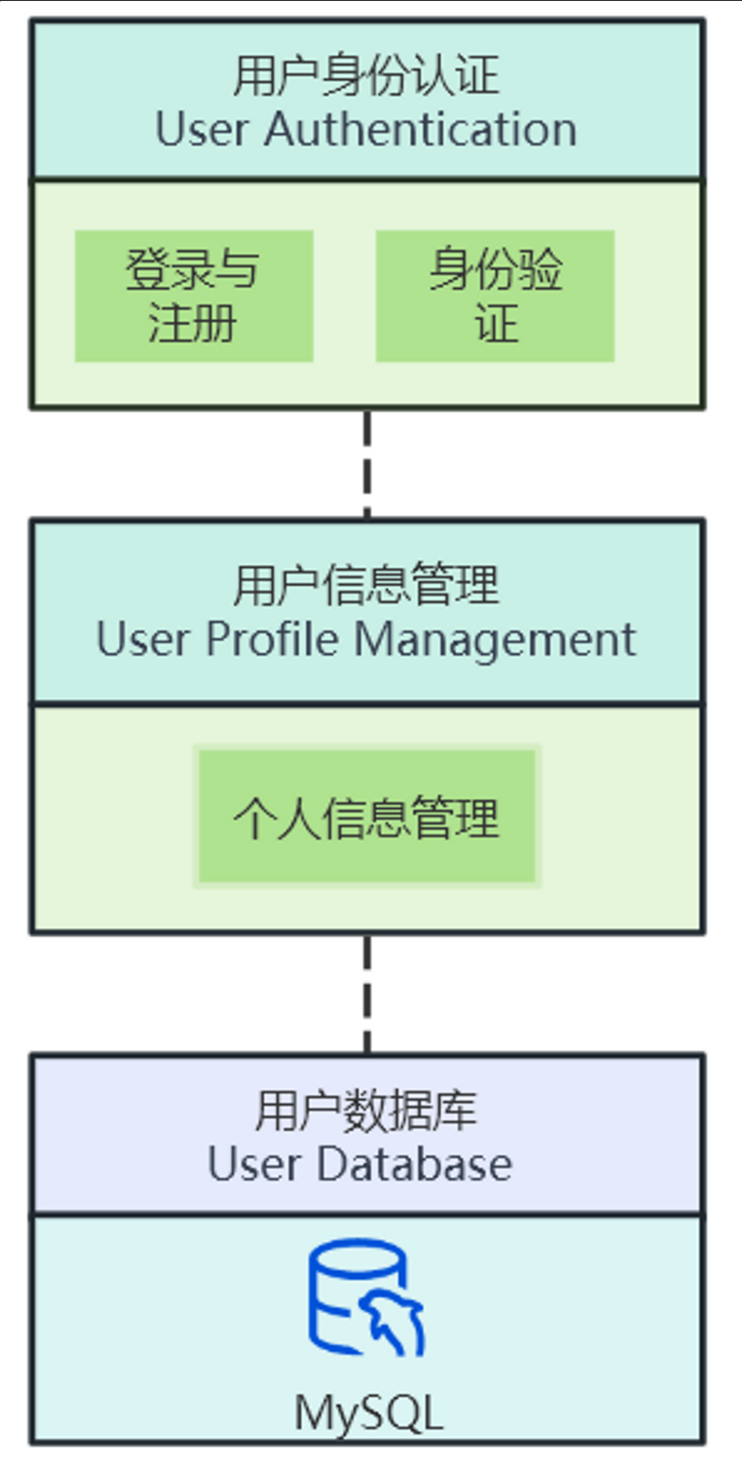 用户身份认证
User Authentication
登录与
注册
身份验
证
用户信息管理
User Profile Management
个人信息管理
用户数据库
User Database
MySQL